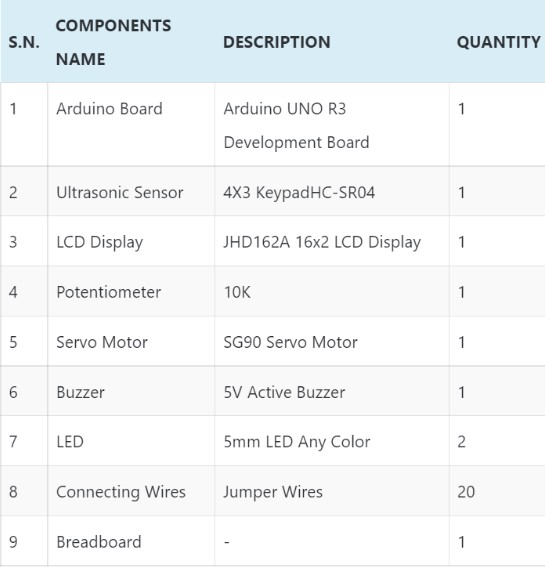 S.N. COMPONENTS NAME DESCRIPTION QUANTITY
1 Arduino Board Arduino UNO R3 Development Board 1
2 Ultrasonic Sensor 4X3 KeypadHC-SR04 1
3 LCD Display JHD162A 16x2 LCD Display 1
4 Potentiometer 10K 1
5 Servo Motor SG90 Servo Motor 1
6 Buzzer 5V Active Buzzer 1
7 LED 5mm LED Any Color 2
8 Connecting Wires Jumper Wires 20
9 Breadboard - 1